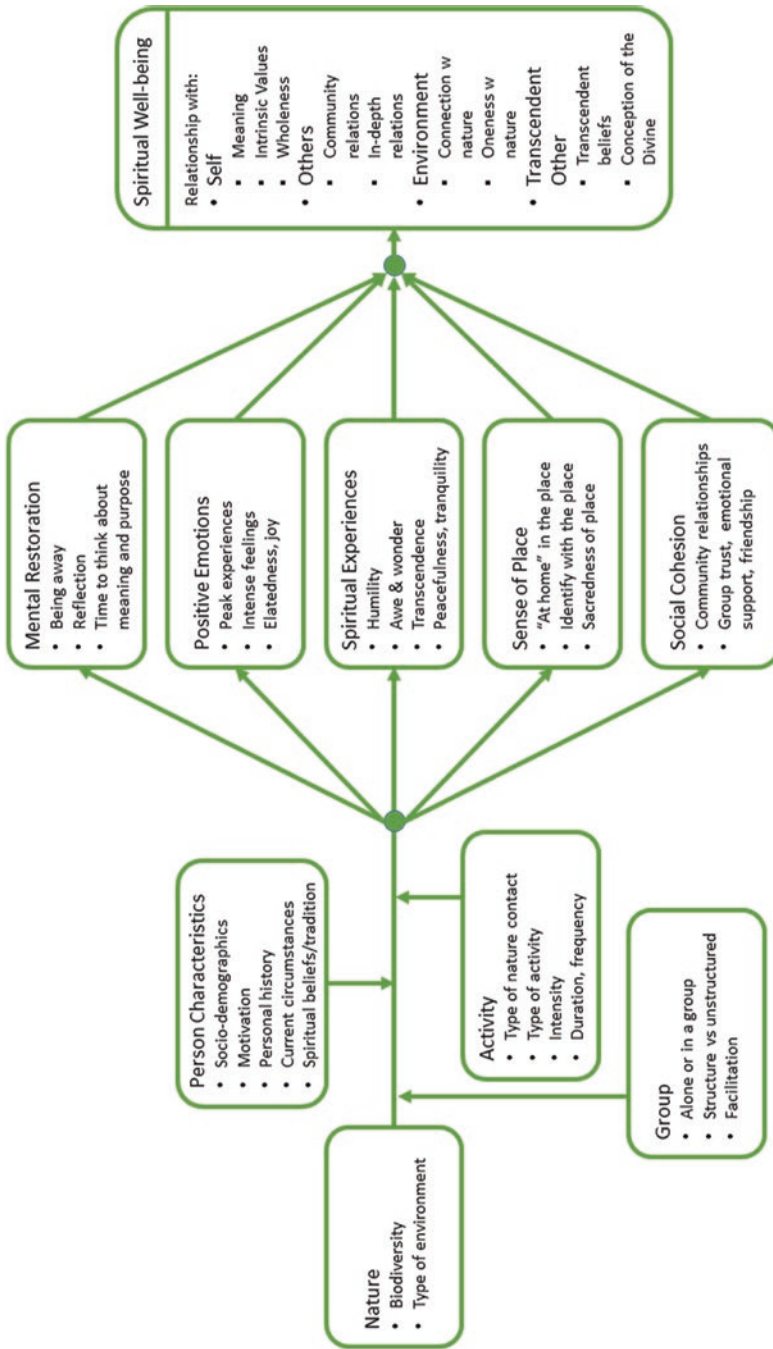 Nature
• Biodiversity
• Type of environment
Person Characteristics
• Socio-demographics
• Motivation
• Personal history
• Current circumstances
• Spiritual beliefs/tradition
Activity
• Type of nature contact
• Type of activity
• Intensity
• Duration, frequency
Group
• Alone or in a group
• Structure vs unstructured
• Facilitation
Mental Restoration
• Being away
• Reflection
• Time to think about
meaning and purpose
Positive Emotions
• Peak experiences
• Intense feelings
• Elatedness, joy
Spiritual Experiences
• Humility
• Awe & wonder
• Transcendence
• Peacefulness, tranquility
Sense of Place
• “At home” in the place
• Identify with the place
• Sacredness of place
Social Cohesion
• Community relationships
• Group trust, emotional
support, friendship
Spiritual Well-being
Relationship with:
• Self
▪ Meaning
▪ Intrinsic Values
▪ Wholeness
• Others
▪ Community
relations
▪ In-depth
relations
• Environment
▪ Connection w
nature
▪ Oneness w
nature
• Transcendent
Other
▪ Transcendent
beliefs
▪ Conception of the
Divine